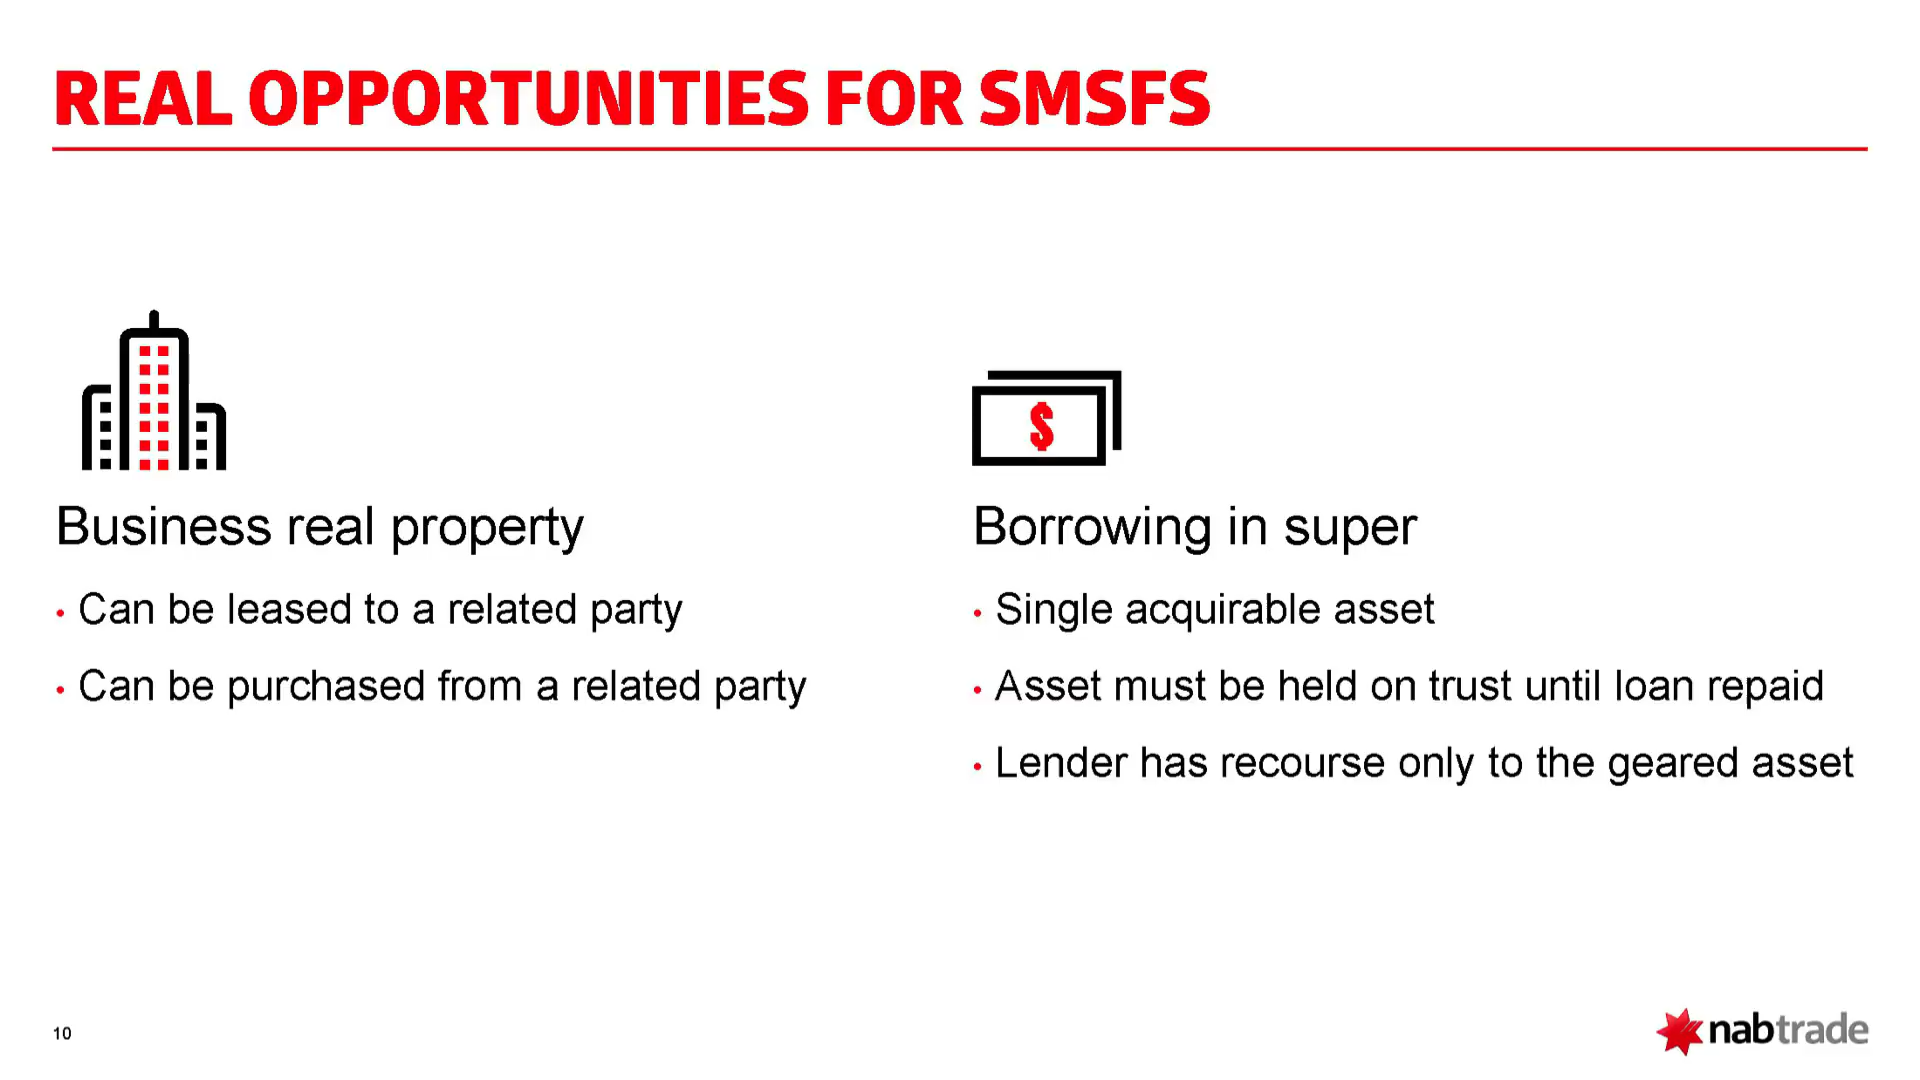 REAL OPPORTUNITIES FOR SMSFS
$
Business real property
• Can be leased to a related party
• Can be purchased from a related party
Borrowing in super
• Single acquirable asset
• Asset must be held on trust until loan repaid
• Lender has recourse only to the geared asset
10
nabtrade